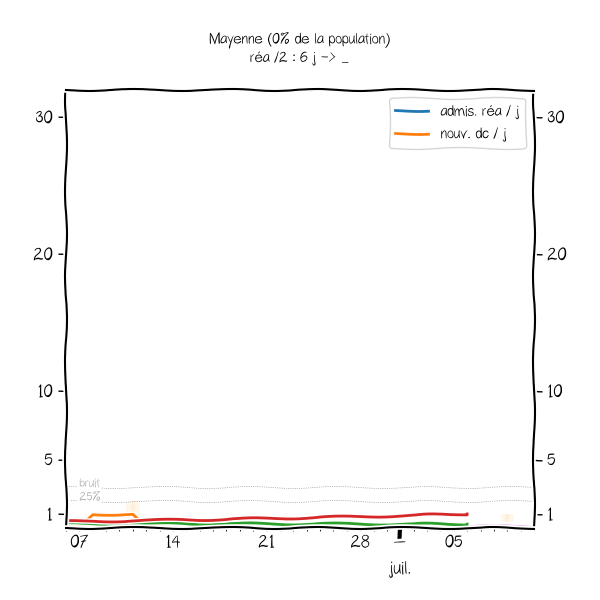 Mayenne (0% de la population)
réa /2 : 6 j -> _
admis. réa / j
nouv. dc / j
30
30
20
20
10
10
5
5
bruit
25%
1
1
07 14 21 28 05
juil.